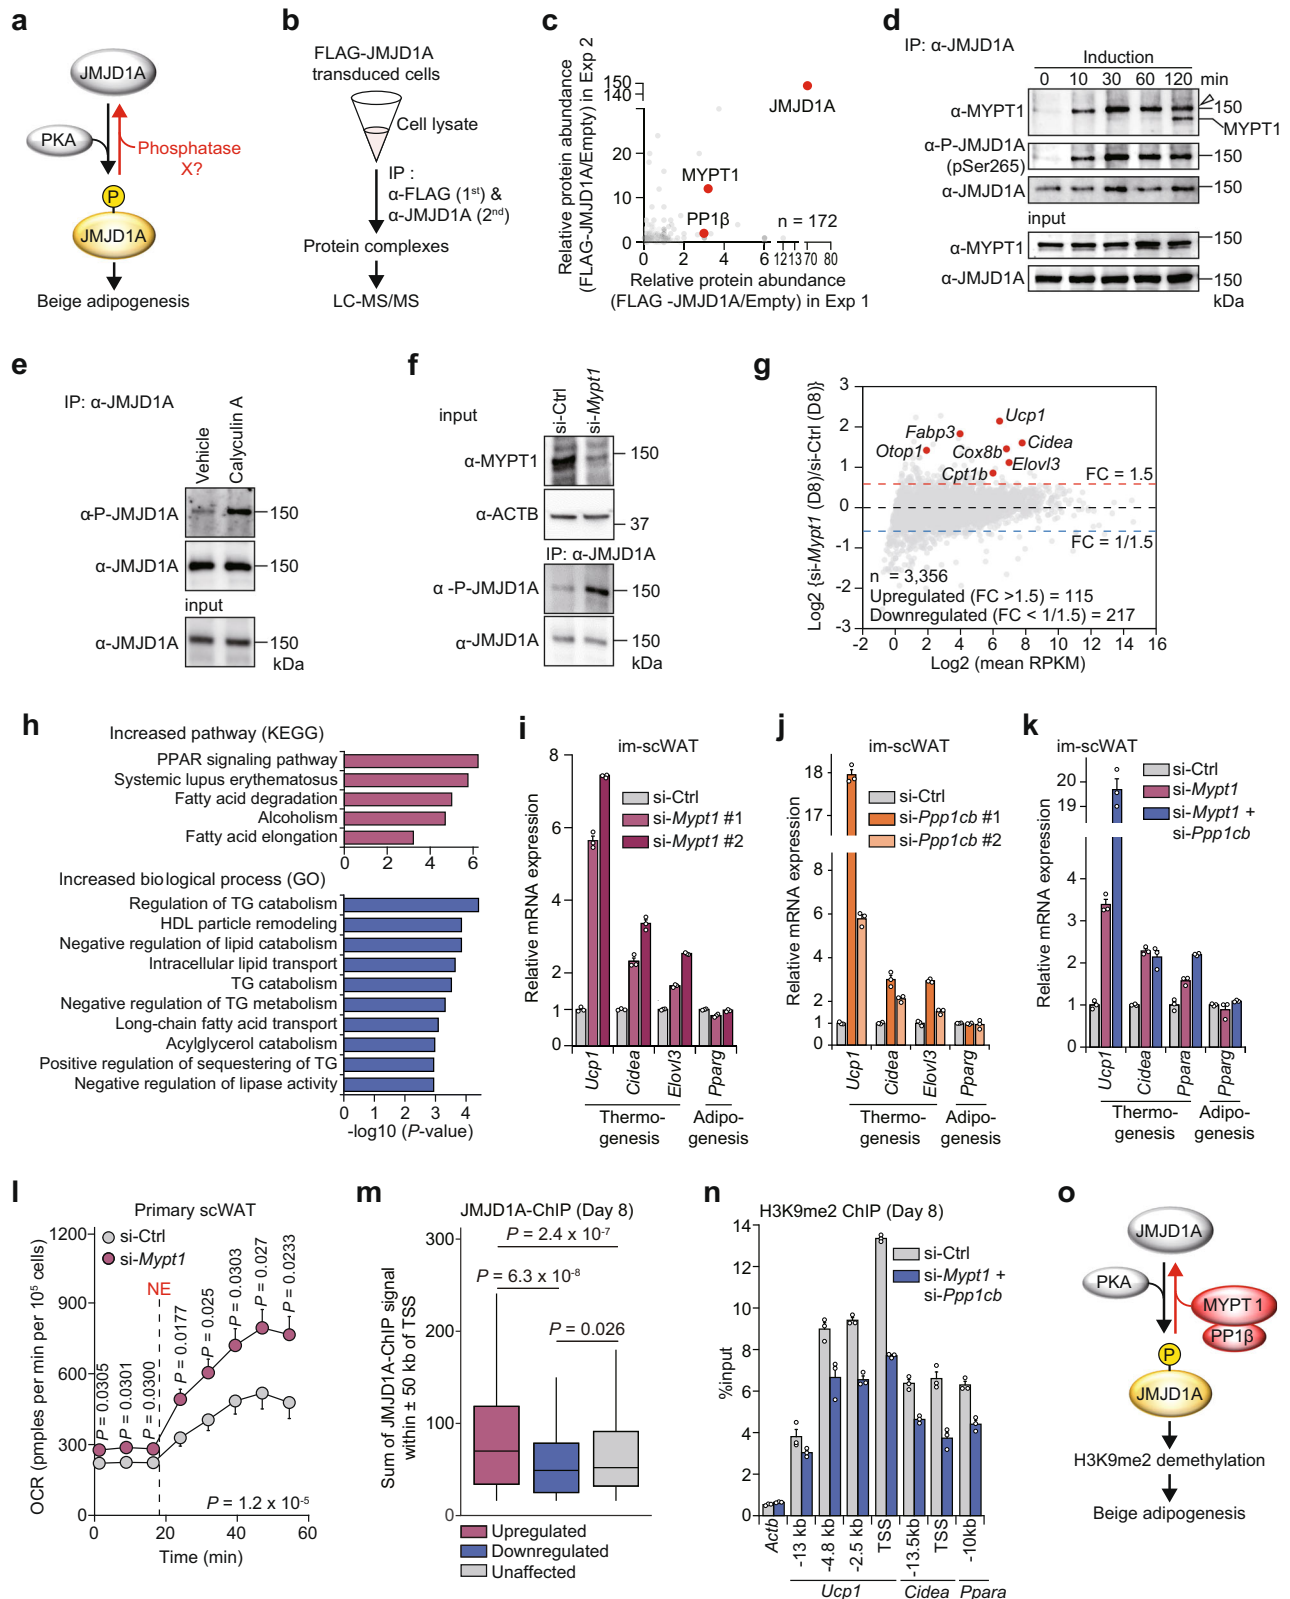 a
JMJD1A
PKA
Phosphatase
X?
P
JMJD1A
Beige adipogenesis
b
FLAG-JMJD1A
transduced cells
Cell lysate
IP :
α-FLAG (1st) &
α-JMJD1A (2nd)
Protein complexes
LC-MS/MS
c
Relative protein abundance
(FLAG-JMJD1A/Empty) in Exp 2
150
140
20
10
0
JMJD1A
MYPT1
PP1β
n = 172
0 2 4 6 12 13 70 80
Relative protein abundance
(FLAG -JMJD1A/Empty) in Exp 1
d
IP: α-JMJD1A
Induction
0 10 30 60 120 min
α-MYPT1
150
MYPT1
α-P-JMJD1A
(pSer265)
150
α-JMJD1A
150
input
α-MYPT1
150
α-JMJD1A
150
kDa
e
IP: α-JMJD1A
Vehicle
Calyculin A
α-P-JMJD1A
150
α-JMJD1A
150
input
α-JMJD1A
150
kDa
f
input
si-Ctrl
si-Mypt1
α-MYPT1
150
α-ACTB
37
IP: α-JMJD1A
α -P-JMJD1A
150
α-JMJD1A
150
kDa
g
Log2 {si-Mypt1 (D8)/si-Ctrl (D8)}
3
2
1
0
-1
-2
-3
Ucp1
Fabp3
Cidea
Otop1
Cox8b
Elovl3
Cpt1b
FC = 1.5
FC = 1/1.5
n = 3,356
Upregulated (FC >1.5) = 115
Downregulated (FC < 1/1.5) = 217
-2 0 2 4 6 8 10 12 14 16
Log2 (mean RPKM)
h
Increased pathway (KEGG)
PPAR signaling pathway
Systemic lupus erythematosus
Fatty acid degradation
Alcoholism
Fatty acid elongation
0 2 4 6
Increased biological process (GO)
Regulation of TG catabolism
HDL particle remodeling
Negative regulation of lipid catabolism
Intracellular lipid transport
TG catabolism
Negative regulation of TG metabolism
Long-chain fatty acid transport
Acylglycerol catabolism
Positive regulation of sequestering of TG
Negative regulation of lipase activity
0 1 2 3 4
-log10 (P-value)
i
im-scWAT
Relative mRNA expression
8
6
4
2
1
0
si-Ctrl
si-Mypt1 #1
si-Mypt1 #2
Ucp1
Cidea
Elovl3
Pparg
Thermo-
genesis
Adipo-
genesis
j
im-scWAT
Relative mRNA expression
18
17
8
6
4
2
1
0
si-Ctrl
si-Ppp1cb #1
si-Ppp1cb #2
Ucp1
Cidea
Elovl3
Pparg
Thermo-
genesis
Adipo-
genesis
k
im-scWAT
Relative mRNA expression
20
19
4
3
2
1
0
si-Ctrl
si-Mypt1
si-Mypt1 +
si-Ppp1cb
Ucp1
Cidea
Ppara
Pparg
Thermo-
genesis
Adipo-
genesis
l
Primary scWAT
OCR (pmples per min per 10⁵ cells)
1200
900
600
300
0
si-Ctrl
si-Mypt1
NE
P = 0.0305
P = 0.0301
P = 0.0300
P = 0.0177
P = 0.025
P = 0.0303
P = 0.027
P = 0.0233
P = 1.2 x 10⁻⁵
0 20 40 60
Time (min)
m
JMJD1A-ChIP (Day 8)
Sum of JMJD1A-ChIP signal
within ± 50 kb of TSS
300
200
100
0
P = 2.4 x 10⁻⁷
P = 6.3 x 10⁻⁸
P = 0.026
Upregulated
Downregulated
Unaffected
n
H3K9me2 ChIP (Day 8)
%input
14
12
10
8
6
4
2
0
si-Ctrl
si-Mypt1 +
si-Ppp1cb
Actb
-13 kb
-4.8 kb
-2.5 kb
TSS
-13.5kb
TSS
-10kb
Ucp1
Cidea
Ppara
o
JMJD1A
PKA
MYPT 1
PP1β
P
JMJD1A
H3K9me2 demethylation
Beige adipogenesis